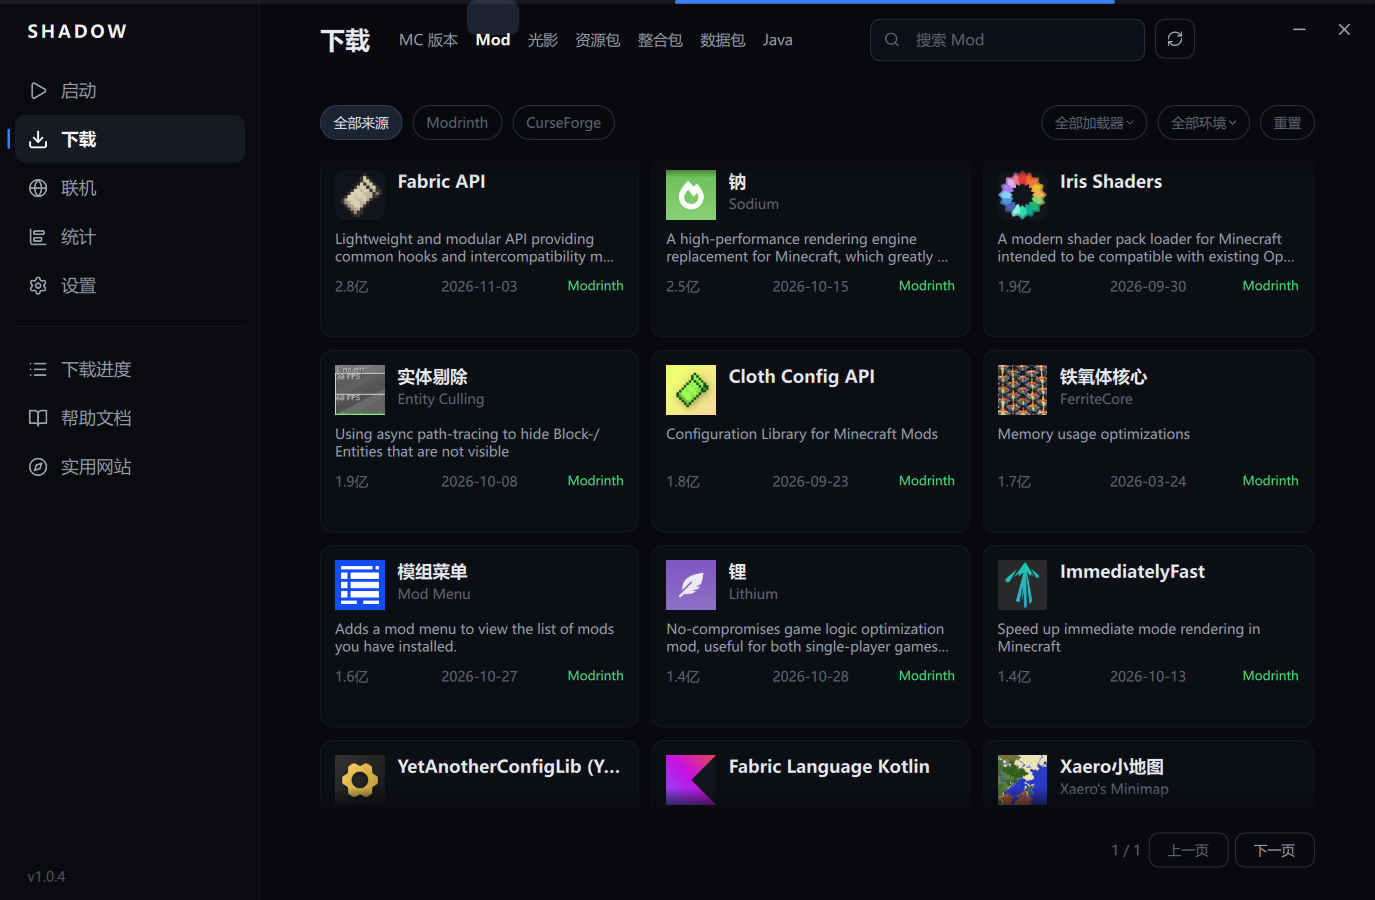 SHADOW
启动
下载
联机
统计
设置
下载进度
帮助文档
实用网站
v1.0.4
下载
MC 版本
Mod
光影
资源包
整合包
数据包
Java
搜索 Mod
全部来源
Modrinth
CurseForge
全部加载器
全部环境
重置
Fabric API
Lightweight and modular API providing
common hooks and intercompatibility m...
2.8亿
2026-11-03
Modrinth
钠
Sodium
A high-performance rendering engine
replacement for Minecraft, which greatly ...
2.5亿
2026-10-15
Modrinth
Iris Shaders
A modern shader pack loader for Minecraft
intended to be compatible with existing Op...
1.9亿
2026-09-30
Modrinth
30 FPS
60 FPS
实体剔除
Entity Culling
Using async path-tracing to hide Block-/
Entities that are not visible
1.9亿
2026-10-08
Modrinth
Cloth Config API
Configuration Library for Minecraft Mods
1.8亿
2026-09-23
Modrinth
铁氧体核心
FerriteCore
Memory usage optimizations
1.7亿
2026-03-24
Modrinth
模组菜单
Mod Menu
Adds a mod menu to view the list of mods
you have installed.
1.6亿
2026-10-27
Modrinth
锂
Lithium
No-compromises game logic optimization
mod, useful for both single-player games...
1.4亿
2026-10-28
Modrinth
ImmediatelyFast
Speed up immediate mode rendering in
Minecraft
1.4亿
2026-10-13
Modrinth
YetAnotherConfigLib (Y...
Fabric Language Kotlin
Xaero小地图
Xaero's Minimap
1 / 1
上一页
下一页